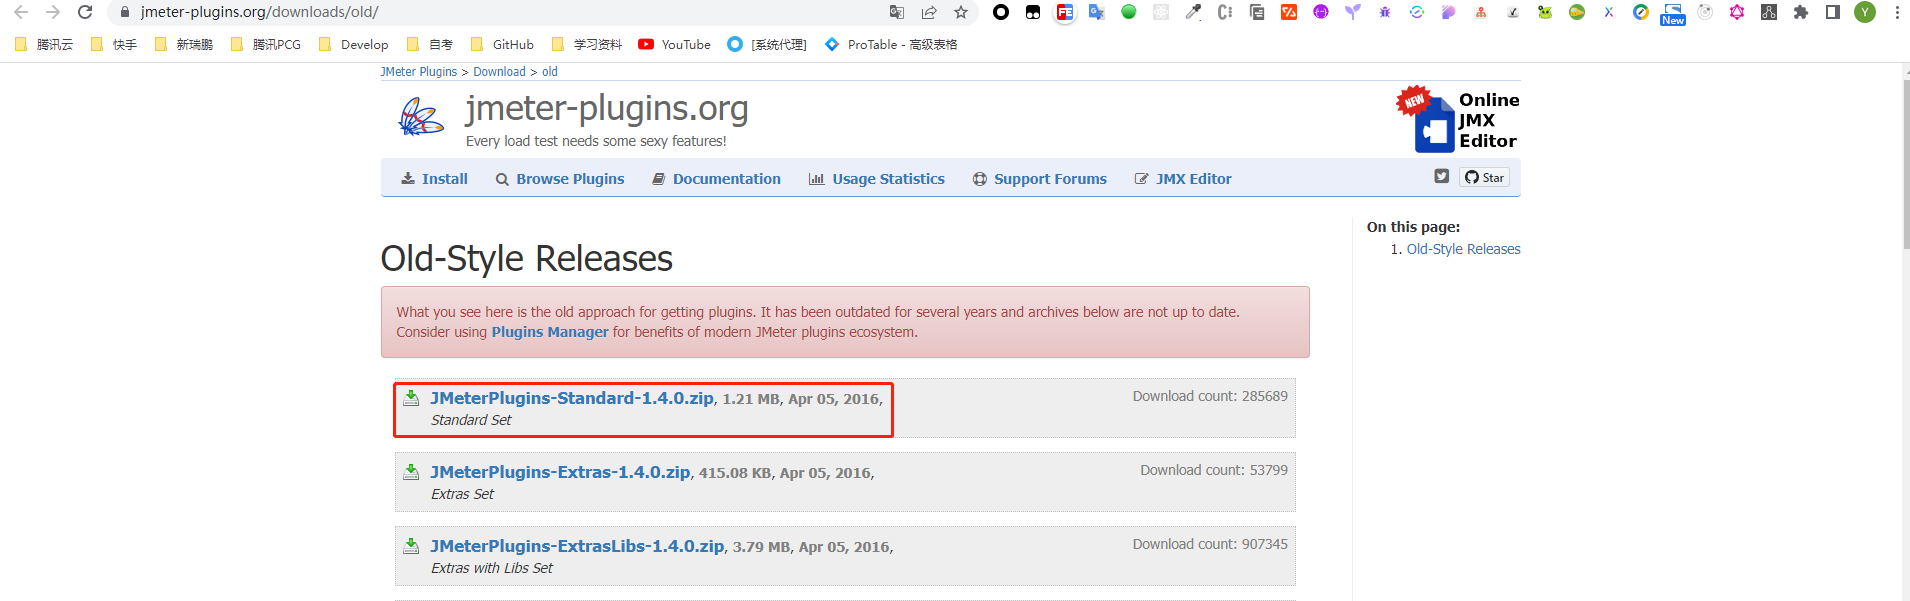 jmeter-plugins.org/downloads/old/
New
Y
腾讯云 快手 新瑞鹏 腾讯PCG Develop 自考 GitHub 学习资料 YouTube [系统代理] ProTable - 高级表格
JMeter Plugins > Download > old
jmeter-plugins.org
Every load test needs some sexy features!
NEW
Online
JMX
Editor
Install Browse Plugins Documentation Usage Statistics Support Forums JMX Editor Star
On this page:
1. Old-Style Releases
Old-Style Releases
What you see here is the old approach for getting plugins. It has been outdated for several years and archives below are not up to date.
Consider using Plugins Manager for benefits of modern JMeter plugins ecosystem.
JMeterPlugins-Standard-1.4.0.zip, 1.21 MB, Apr 05, 2016, Download count: 285689
Standard Set
JMeterPlugins-Extras-1.4.0.zip, 415.08 KB, Apr 05, 2016, Download count: 53799
Extras Set
JMeterPlugins-ExtrasLibs-1.4.0.zip, 3.79 MB, Apr 05, 2016, Download count: 907345
Extras with Libs Set